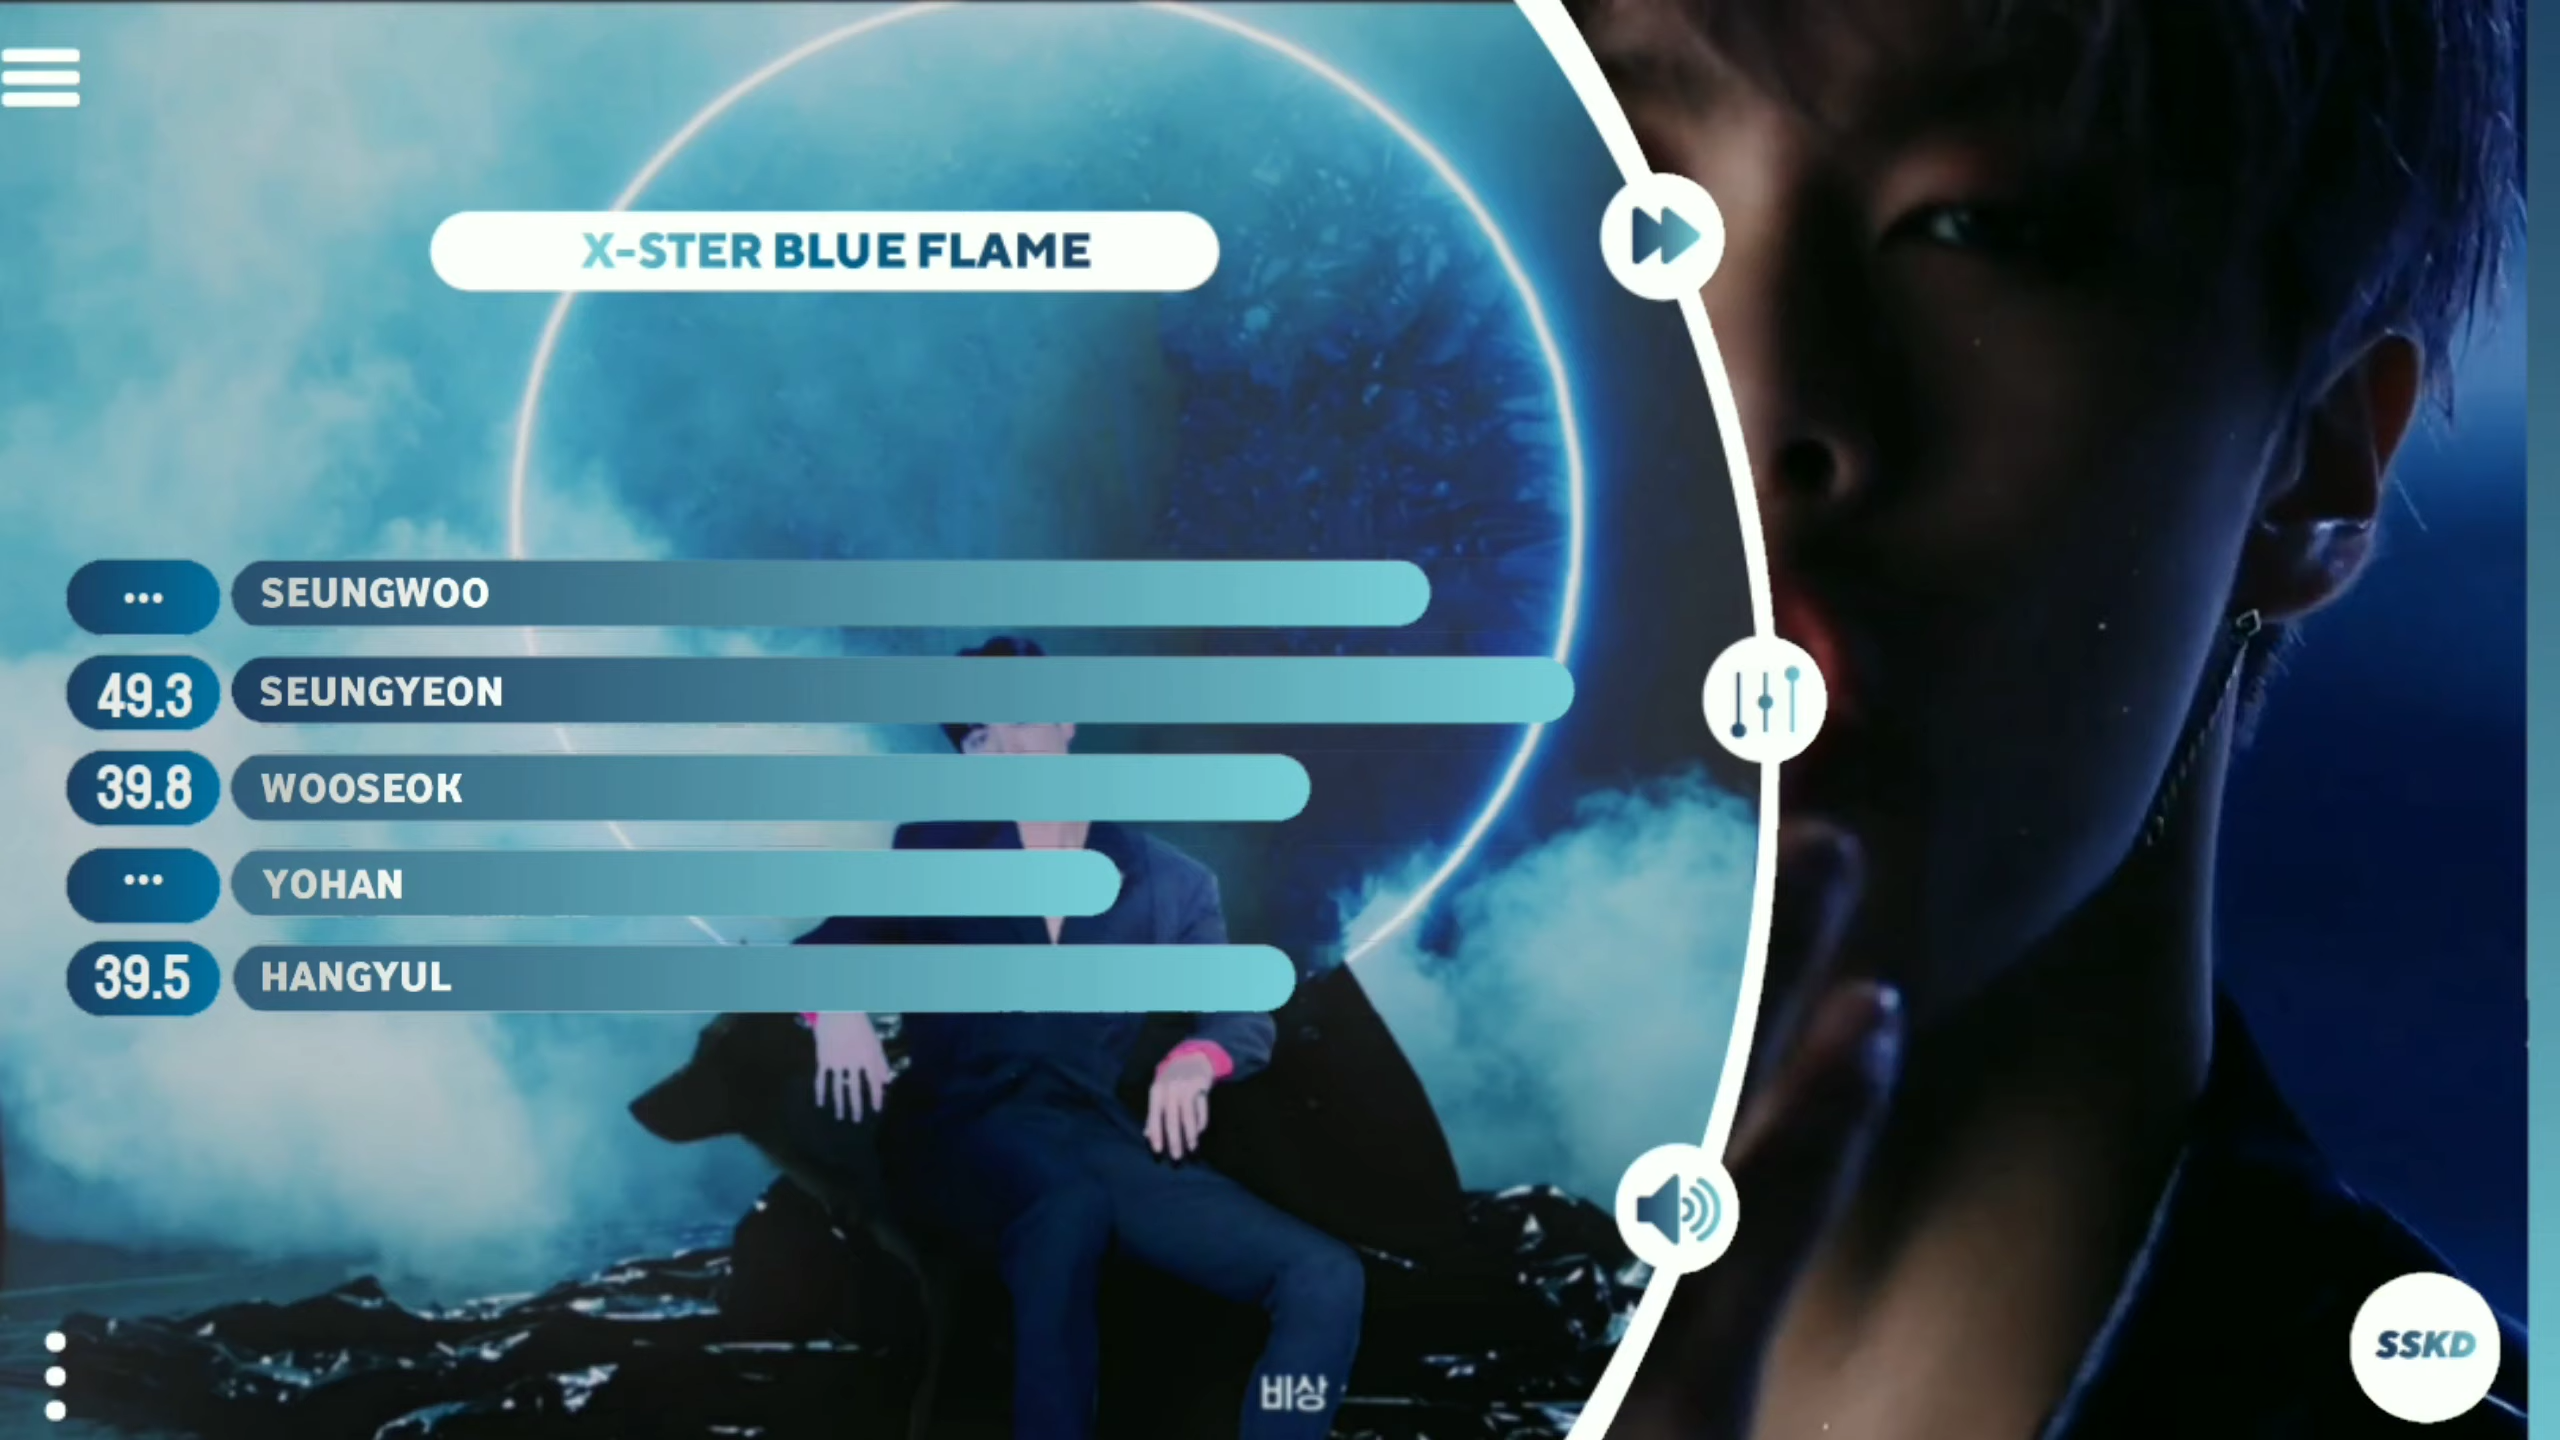 X-STER BLUE FLAME
... SEUNGWOO
49.3 SEUNGYEON
39.8 WOOSEOK
... YOHAN
39.5 HANGYUL
비상
SSKD